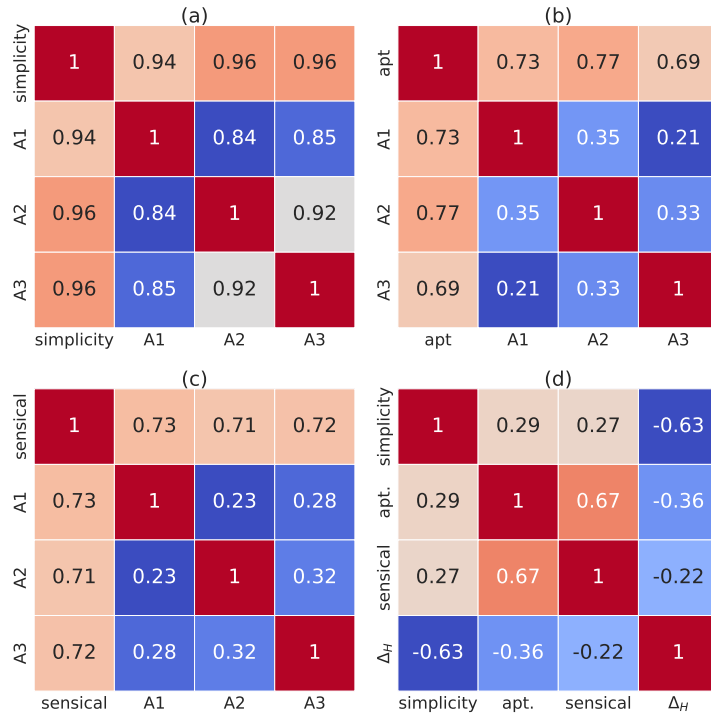 (a)
simplicity 1 0.94 0.96 0.96
A1 0.94 1 0.84 0.85
A2 0.96 0.84 1 0.92
A3 0.96 0.85 0.92 1
simplicity A1 A2 A3
(b)
apt 1 0.73 0.77 0.69
A1 0.73 1 0.35 0.21
A2 0.77 0.35 1 0.33
A3 0.69 0.21 0.33 1
apt A1 A2 A3
(c)
sensical 1 0.73 0.71 0.72
A1 0.73 1 0.23 0.28
A2 0.71 0.23 1 0.32
A3 0.72 0.28 0.32 1
sensical A1 A2 A3
(d)
simplicity 1 0.29 0.27 -0.63
apt. 0.29 1 0.67 -0.36
sensical 0.27 0.67 1 -0.22
Δ_H -0.63 -0.36 -0.22 1
simplicity apt. sensical Δ_H